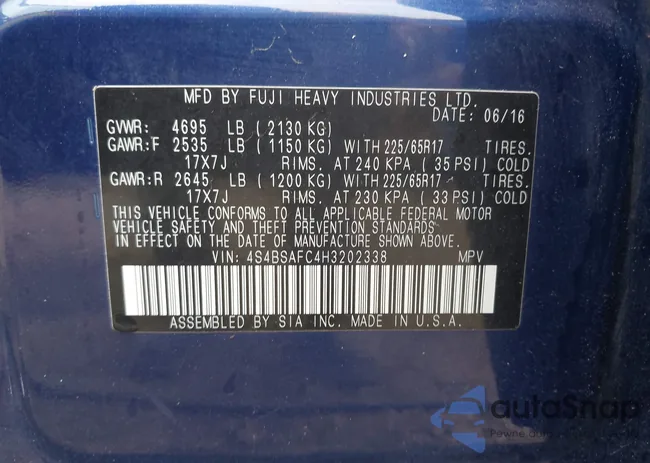 MFD BY FUJI HEAVY INDUSTRIES LTD.
DATE: 06/16
GVWR: 4695 LB (2130 KG)
GAWR:F 2535 LB (1150 KG) WITH 225/65R17 TIRES.
17X7J RIMS. AT 240 KPA (35 PSI) COLD
GAWR:R 2645 LB (1200 KG) WITH 225/65R17 TIRES.
17X7J RIMS. AT 230 KPA (33 PSI) COLD
THIS VEHICLE CONFORMS TO ALL APPLICABLE FEDERAL MOTOR
VEHICLE SAFETY AND THEFT PREVENTION STANDARDS
IN EFFECT ON THE DATE OF MANUFACTURE SHOWN ABOVE.
VIN: 4S4BSAFC4H3202338 MPV
ASSEMBLED BY SIA INC. MADE IN U.S.A.
autoSnap
Pewne auta